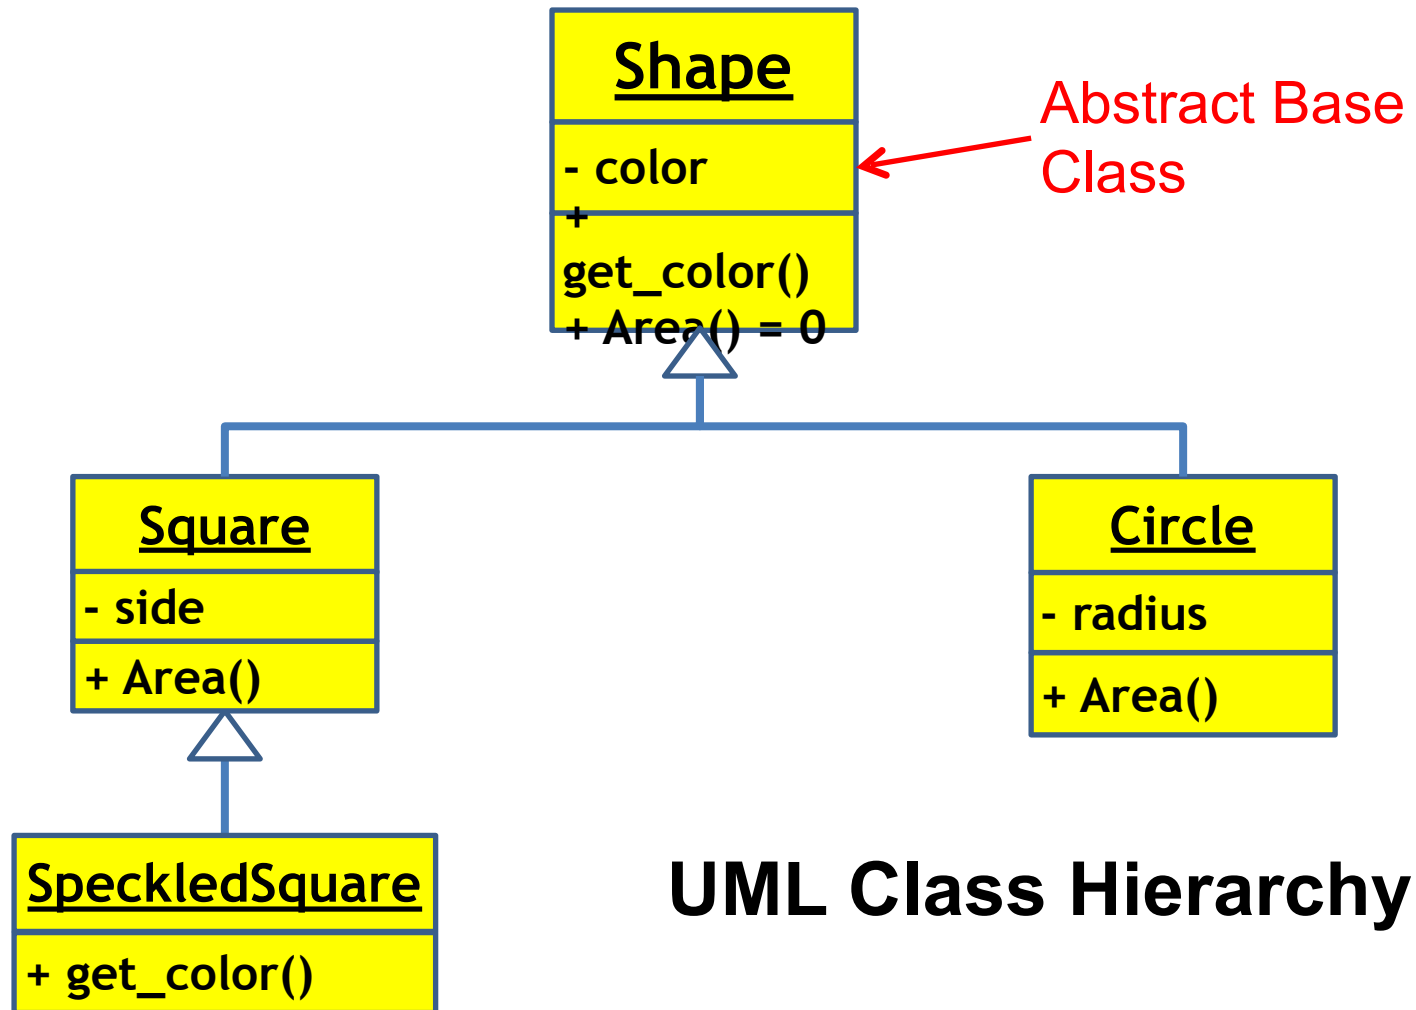 Shape
- color
+
get_color()
+ Area() = 0
Abstract Base
Class
Square
- side
+ Area()
Circle
- radius
+ Area()
SpeckledSquare
+ get_color()
UML Class Hierarchy